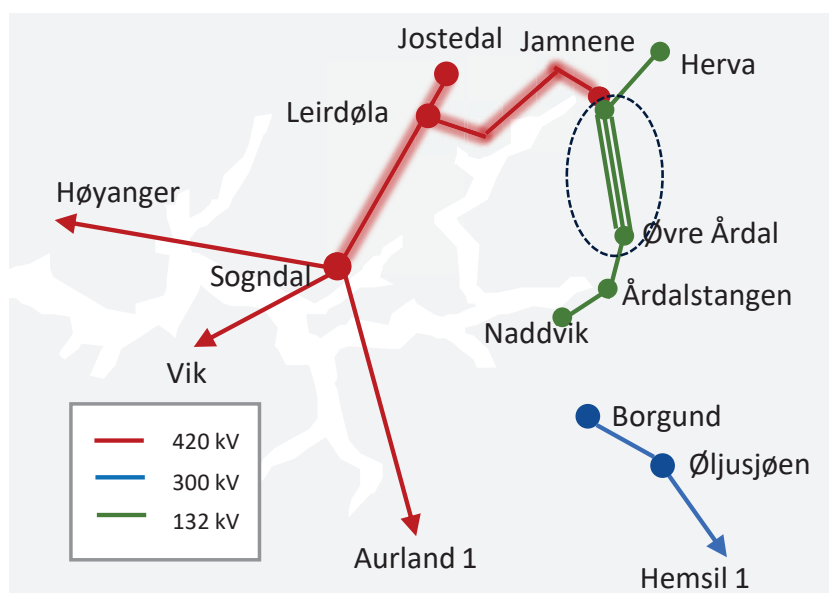 Jostedal
Jamnene
Herva
Leirdøla
Høyanger
Øvre Årdal
Sogndal
Årdalstangen
Naddvik
Vik
Borgund
420 kV
300 kV
132 kV
Øljusjøen
Aurland 1
Hemsil 1